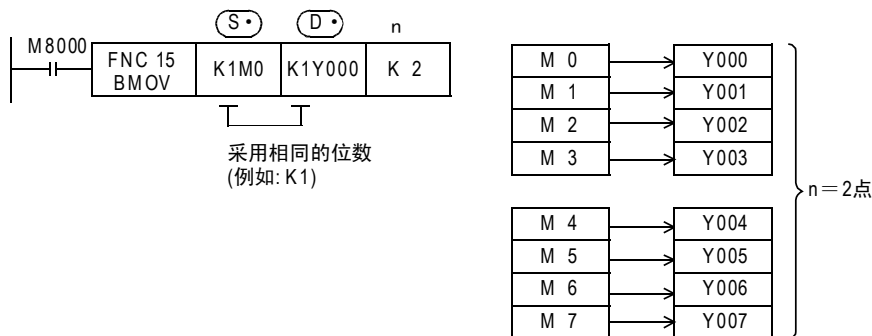 S・ D・ n
M8000
FNC 15 BMOV K1M0 K1Y000 K 2
采用相同的位数
(例如: K1)
M 0 Y000
M 1 Y001
M 2 Y002
M 3 Y003
n＝2点
M 4 Y004
M 5 Y005
M 6 Y006
M 7 Y007